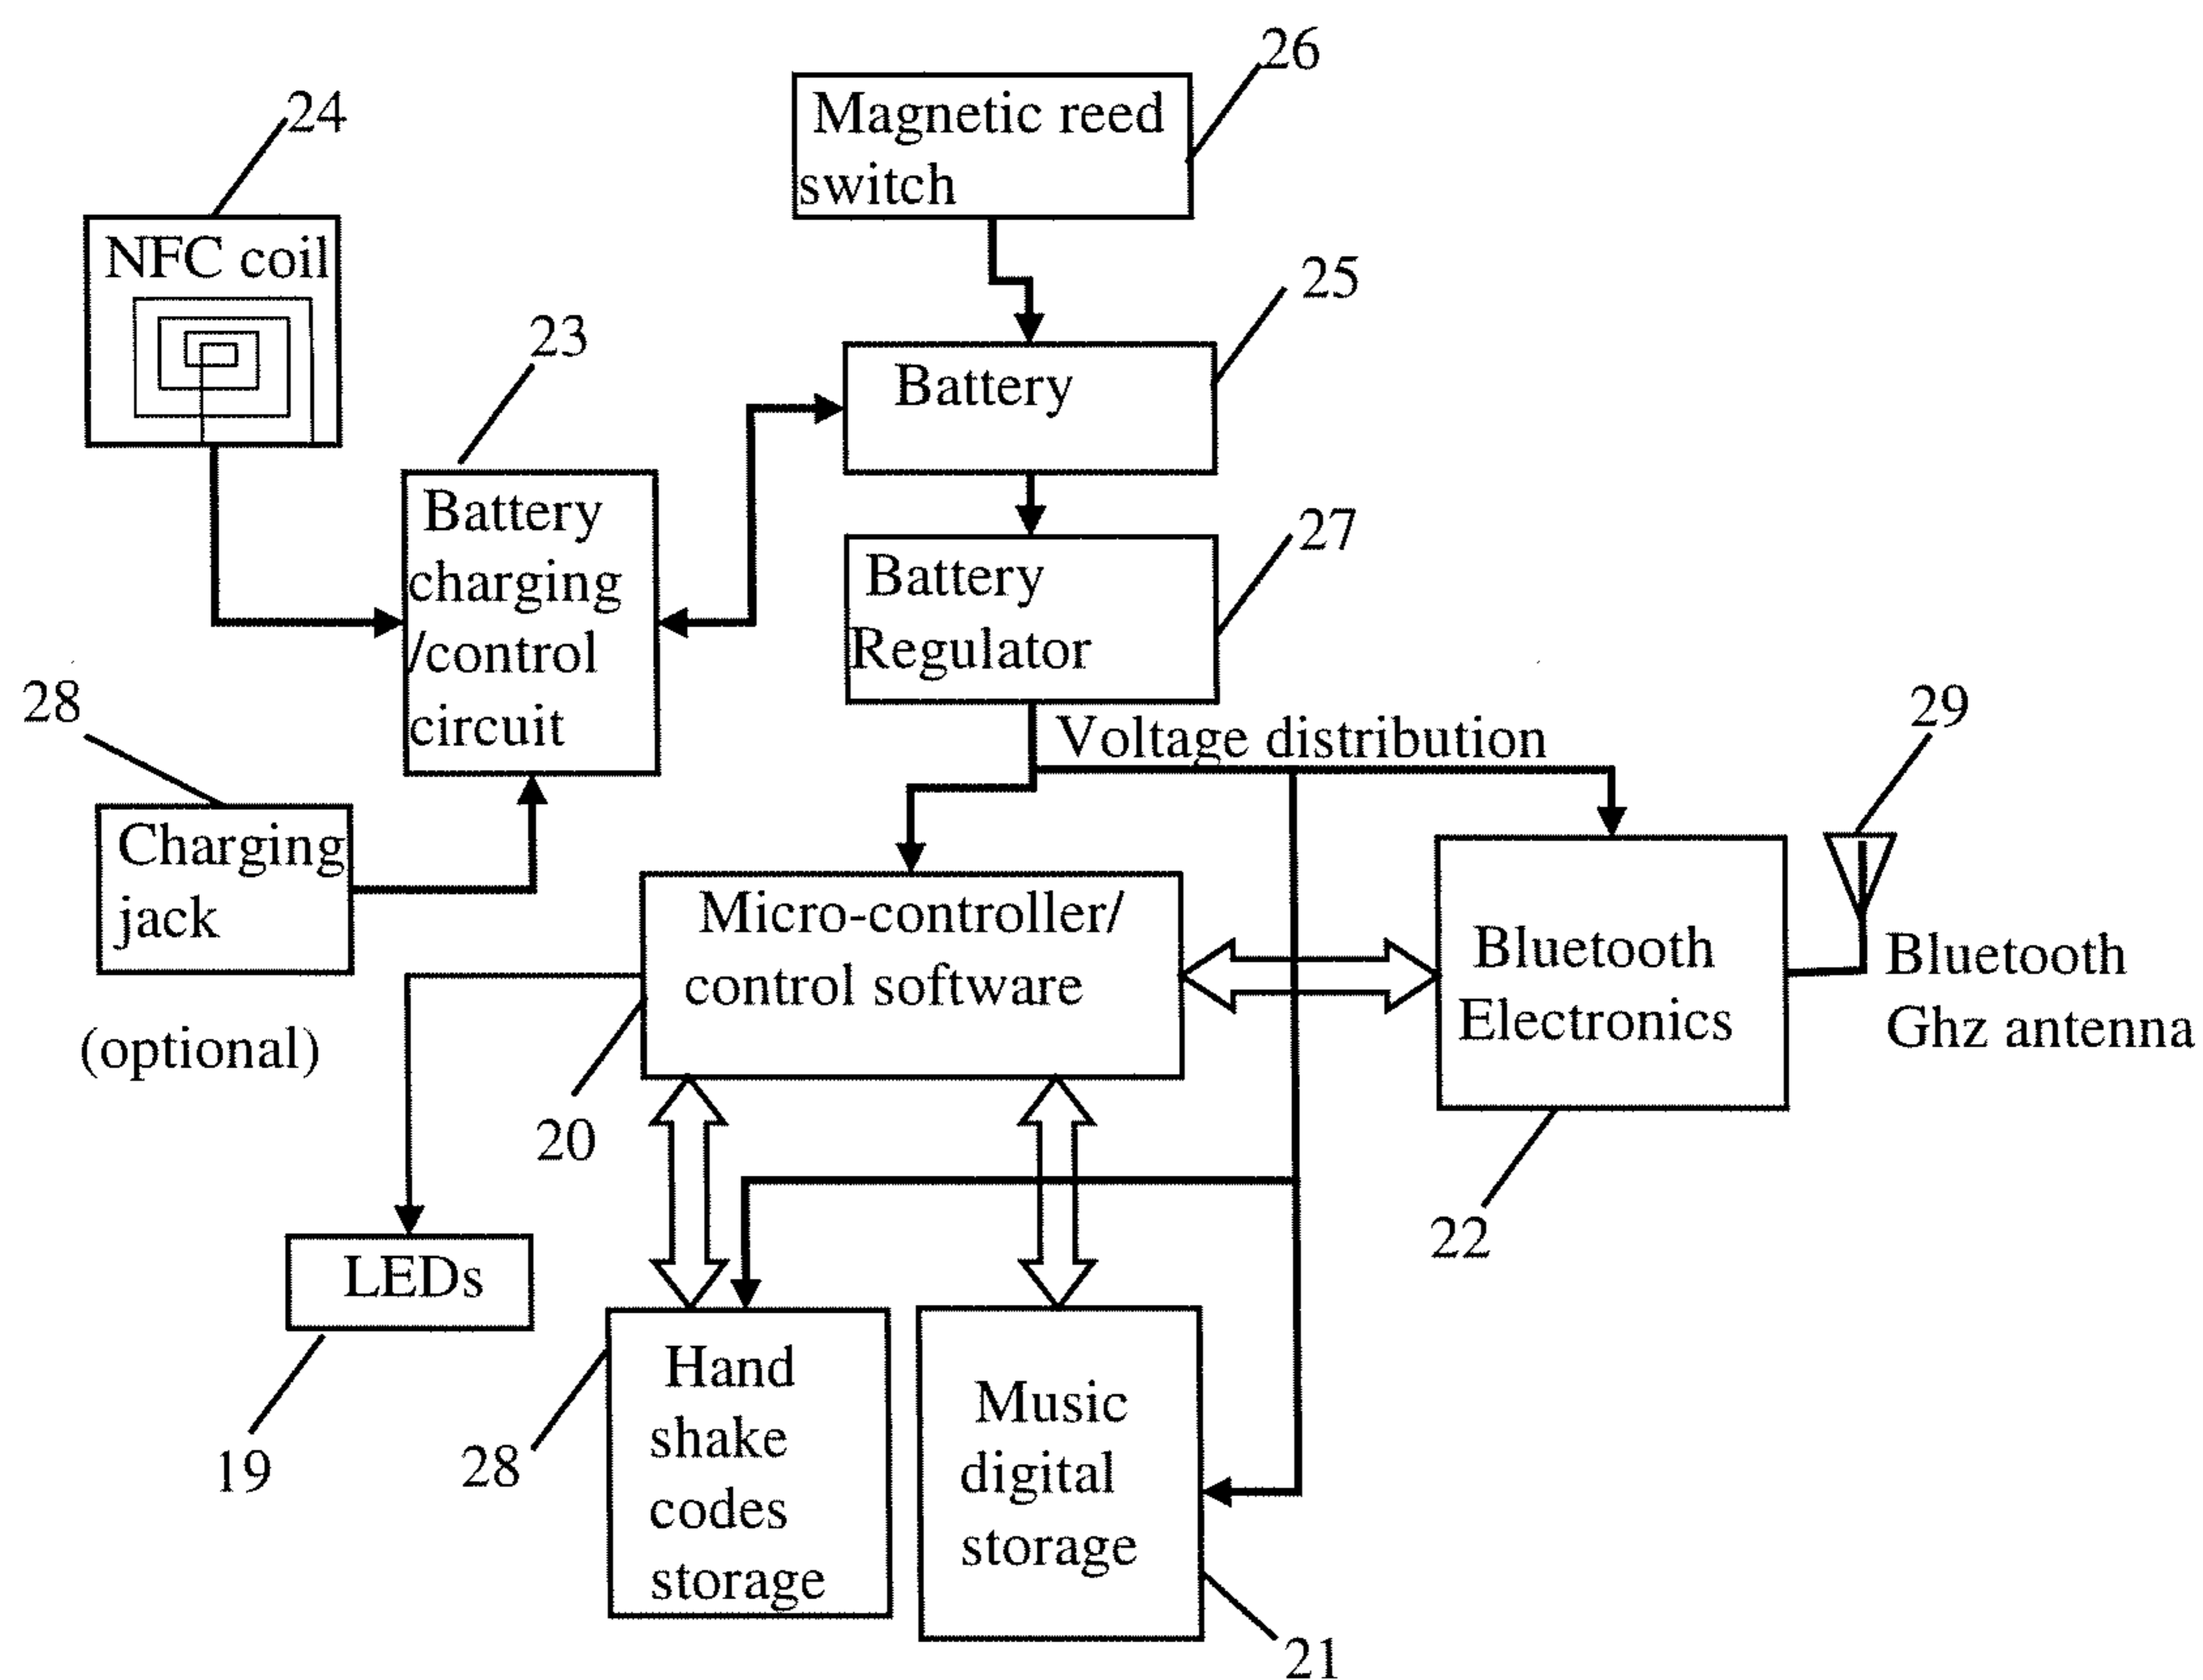 26
Magnetic reed
switch
24
NFC coil
25
Battery
23
Battery
charging
/control
circuit
27
Battery
Regulator
Voltage distribution
28
Charging
jack
(optional)
29
Micro-controller/
control software
Bluetooth
Electronics
Bluetooth
Ghz antenna
20
22
LEDs
19
Hand
shake
codes
storage
28
Music
digital
storage
21